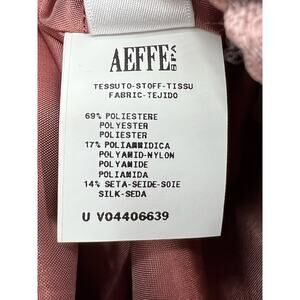 AEFFE SPA
TESSUTO-STOFF-TISSU
FABRIC-TEJIDO
69% POLIESTERE
POLYESTER
POLIESTER
17% POLIAMMIDICA
POLYAMID-NYLON
POLYAMIDE
POLIAMIDA
14% SETA-SEIDE-SOIE
SILK-SEDA
U V04406639